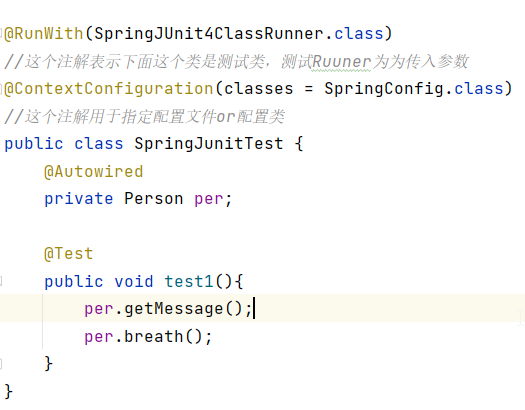 @RunWith(SpringJUnit4ClassRunner.class)
//这个注解表示下面这个类是测试类，测试Ruuner为为传入参数
@ContextConfiguration(classes = SpringConfig.class)
//这个注解用于指定配置文件or配置类
public class SpringJunitTest {
    @Autowired
    private Person per;
    @Test
    public void test1(){
        per.getMessage();
        per.breath();
    }
}